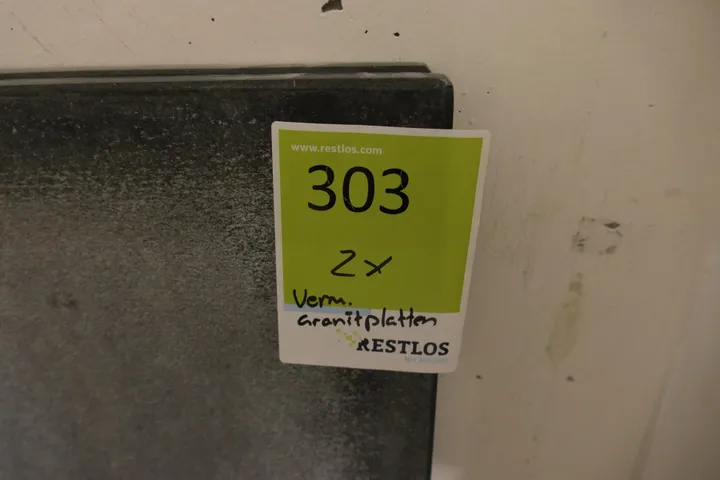 www.restlos.com
303
2x
Verm.
Granitplatten
RESTLOS